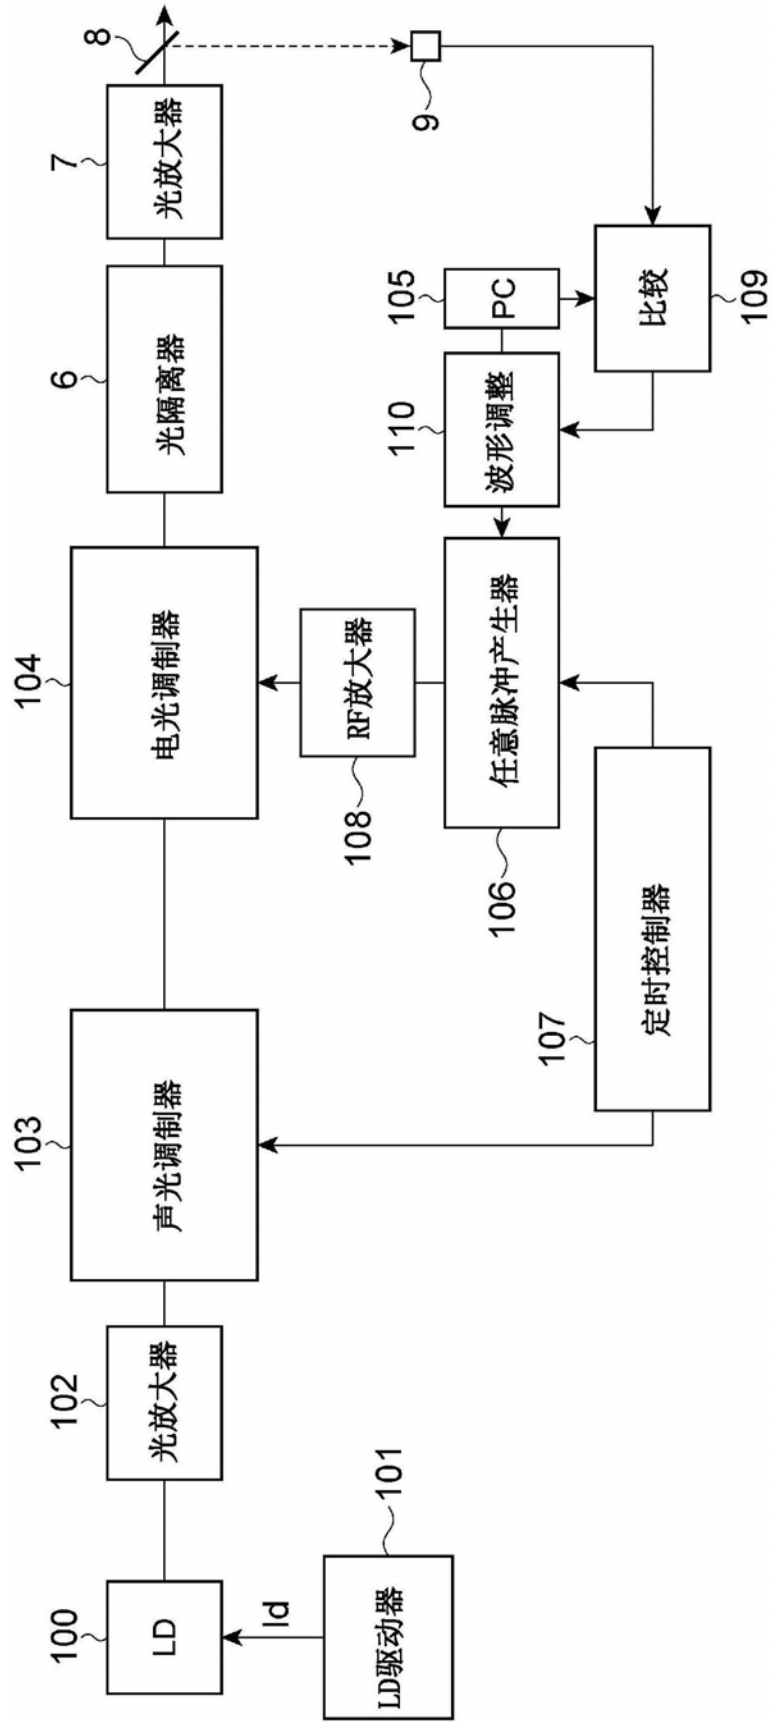 100
LD
Id
LD驱动器
101
102
光放大器
103
声光调制器
104
电光调制器
6
光隔离器
7
光放大器
8
9
108
RF放大器
106
任意脉冲产生器
107
定时控制器
110
波形调整
105
PC
比较
109